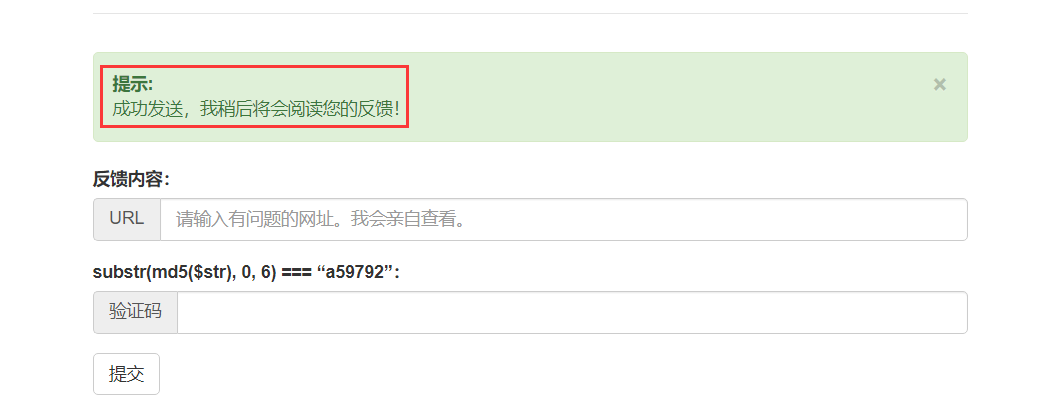 提示:
成功发送，我稍后将会阅读您的反馈!
×
反馈内容:
URL 请输入有问题的网址。我会亲自查看。
substr(md5($str), 0, 6) === “a59792”:
验证码
提交